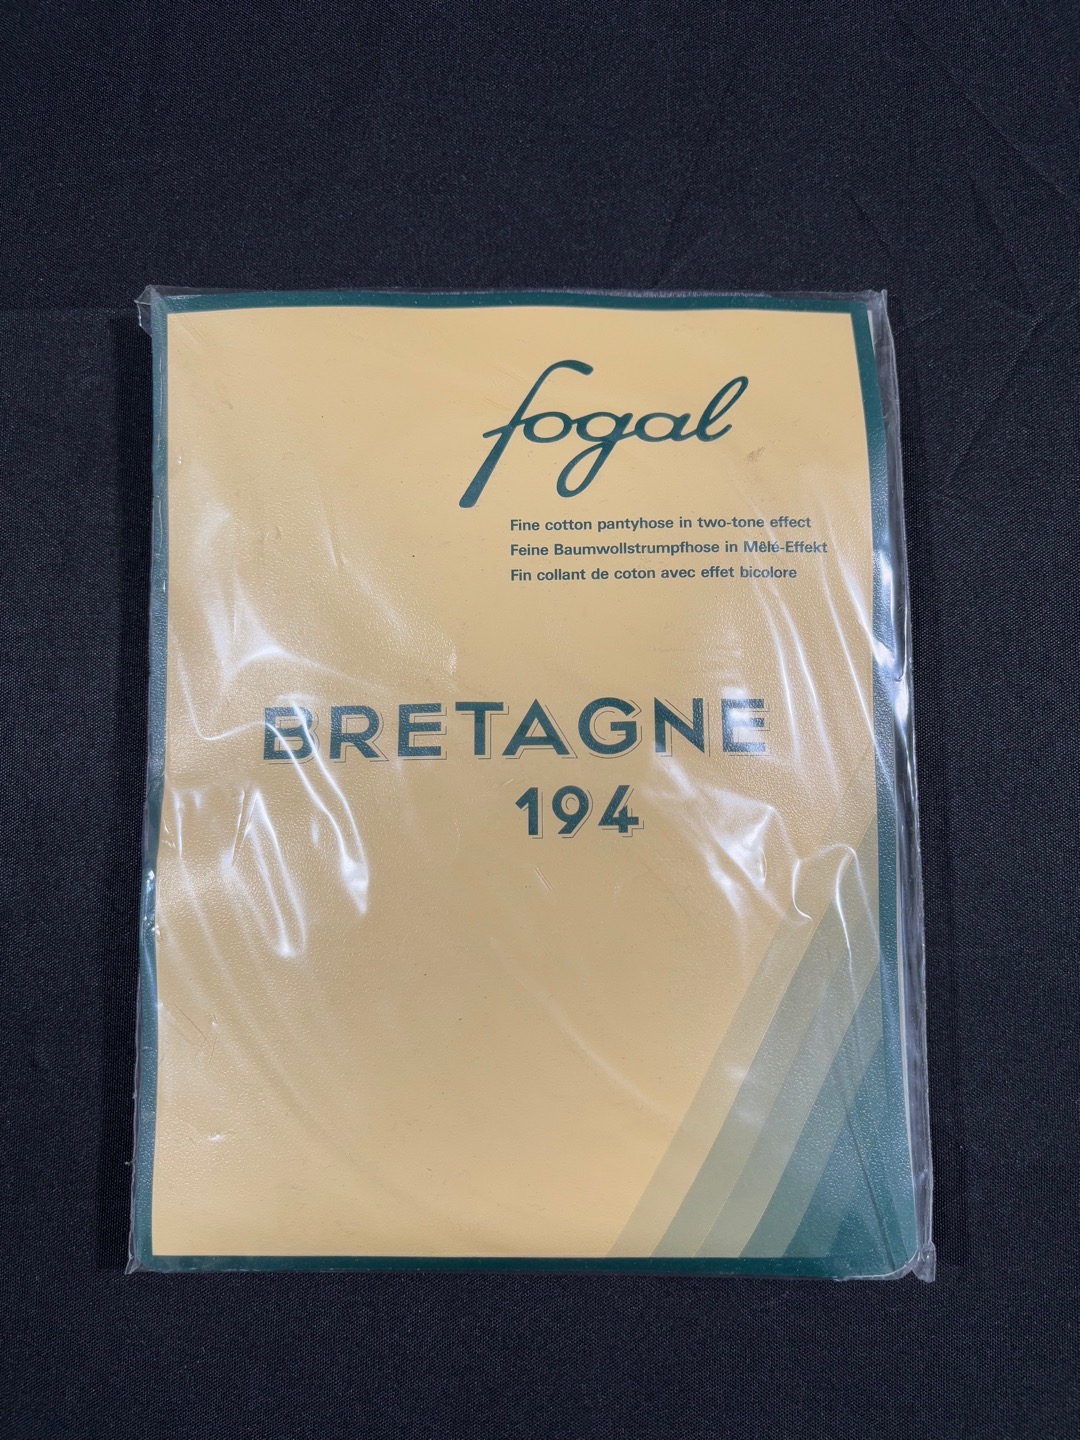 fogal
Fine cotton pantyhose in two-tone effect
Feine Baumwollstrumpfhose in Mêlé-Effekt
Fin collant de coton avec effet bicolore
BRETAGNE
194